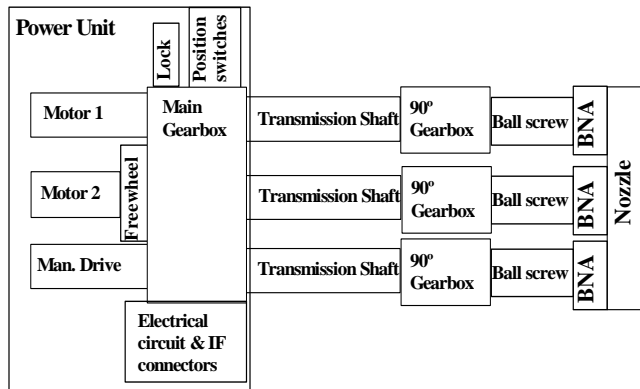 Power Unit
Lock
Position
switches
Motor 1
Main
Gearbox
Transmission Shaft
90º
Gearbox
Ball screw
BNA
Motor 2
Freewheel
Transmission Shaft
90º
Gearbox
Ball screw
BNA
Nozzle
Man. Drive
Transmission Shaft
90º
Gearbox
Ball screw
BNA
Electrical
circuit & IF
connectors